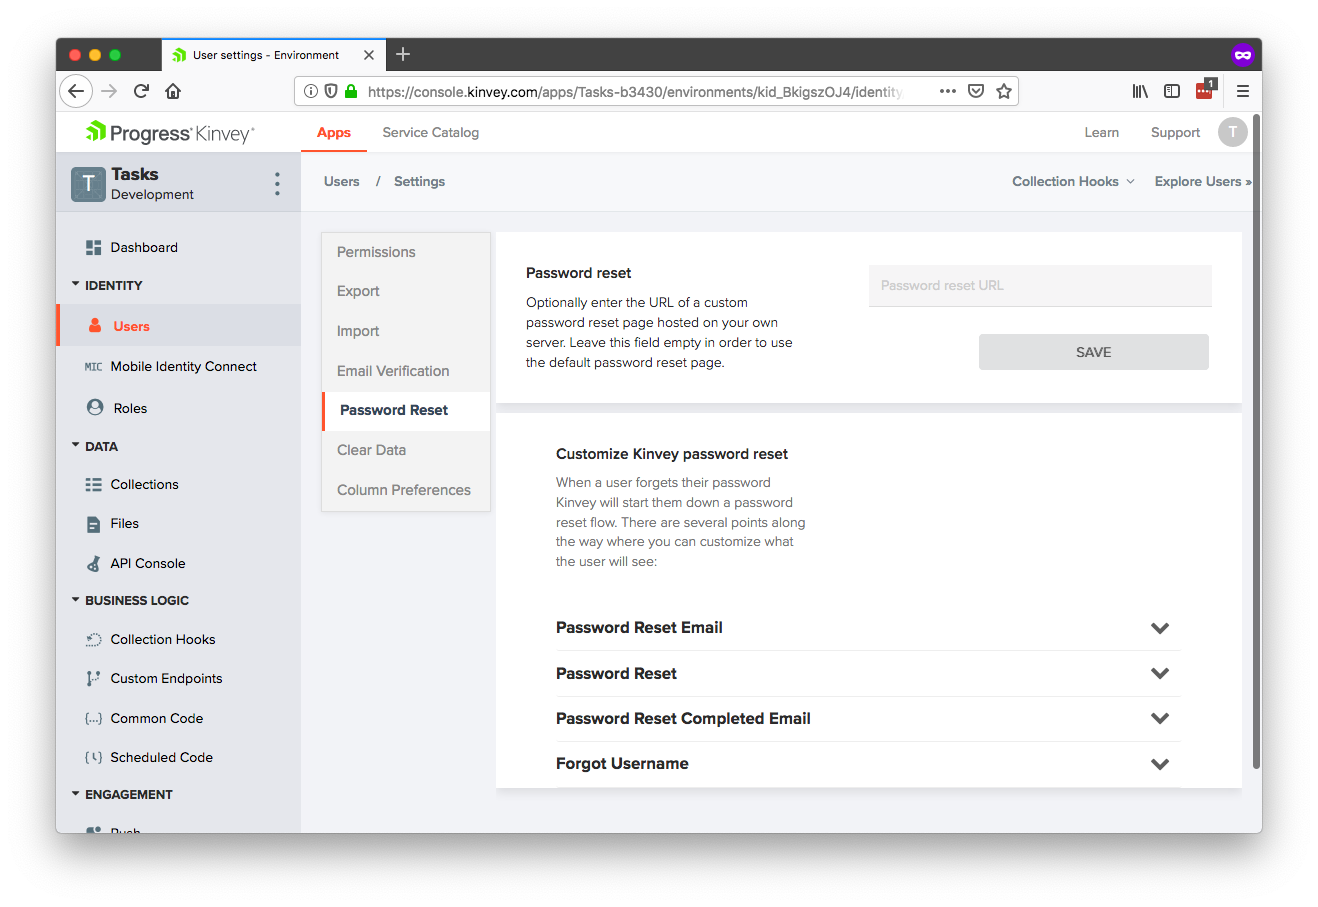 User settings - Environment
https://console.kinvey.com/apps/Tasks-b3430/environments/kid_BkigszOJ4/identity
1
Progress Kinvey
Apps
Service Catalog
Learn
Support
T
T
Tasks
Development
Users / Settings
Collection Hooks
Explore Users »
Dashboard
IDENTITY
Users
MIC Mobile Identity Connect
Roles
DATA
Collections
Files
API Console
BUSINESS LOGIC
Collection Hooks
Custom Endpoints
{...} Common Code
Scheduled Code
ENGAGEMENT
Push
Permissions
Export
Import
Email Verification
Password Reset
Clear Data
Column Preferences
Password reset
Optionally enter the URL of a custom
password reset page hosted on your own
server. Leave this field empty in order to use
the default password reset page.
Password reset URL
SAVE
Customize Kinvey password reset
When a user forgets their password
Kinvey will start them down a password
reset flow. There are several points along
the way where you can customize what
the user will see:
Password Reset Email
Password Reset
Password Reset Completed Email
Forgot Username